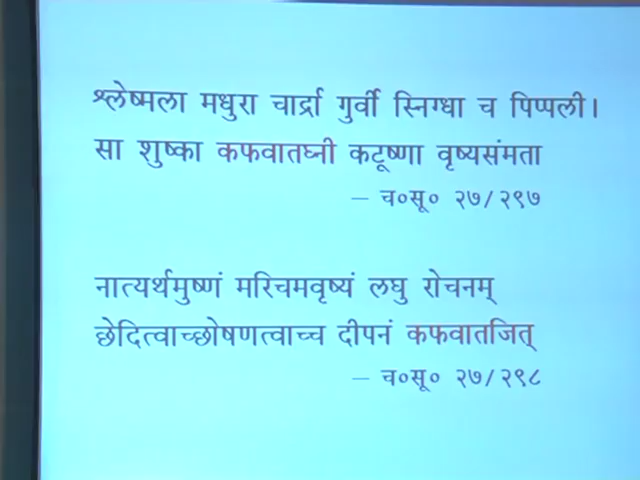 श्लेष्मला मधुरा चार्द्रा गुर्वी स्निग्धा च पिप्पली।
सा शुष्का कफवातघ्नी कटूष्णा वृष्यसंमता
– च०सू० २७/२९७
नात्यर्थमुष्णं मरिचमवृष्यं लघु रोचनम्
छेदित्वाच्छोषणत्वाच्च दीपनं कफवातजित्
– च०सू० २७/२९८